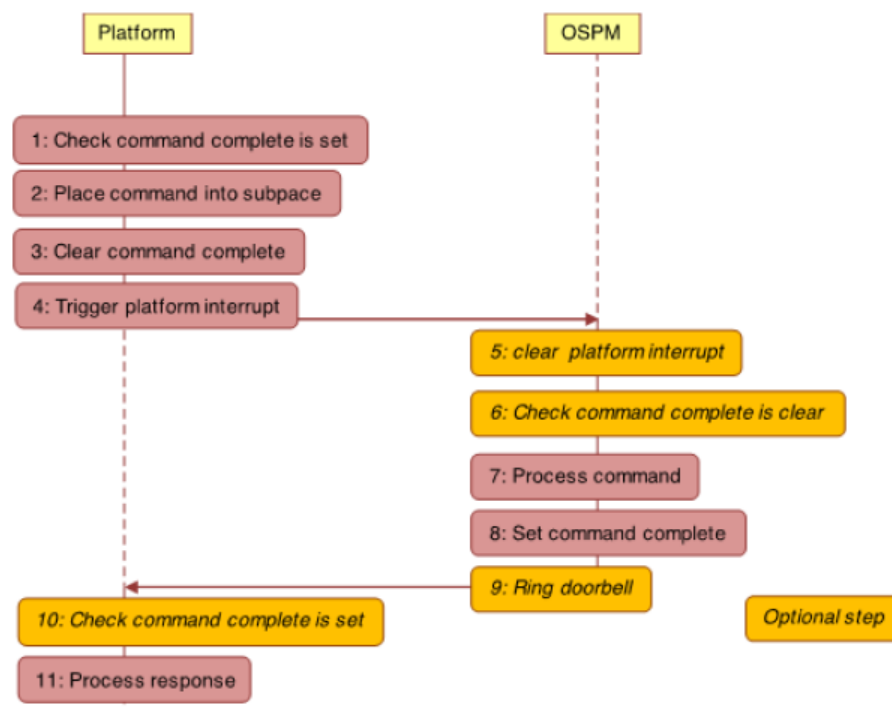 Platform
OSPM
1: Check command complete is set
2: Place command into subpace
3: Clear command complete
4: Trigger platform interrupt
5: clear platform interrupt
6: Check command complete is clear
7: Process command
8: Set command complete
9: Ring doorbell
10: Check command complete is set
Optional step
11: Process response